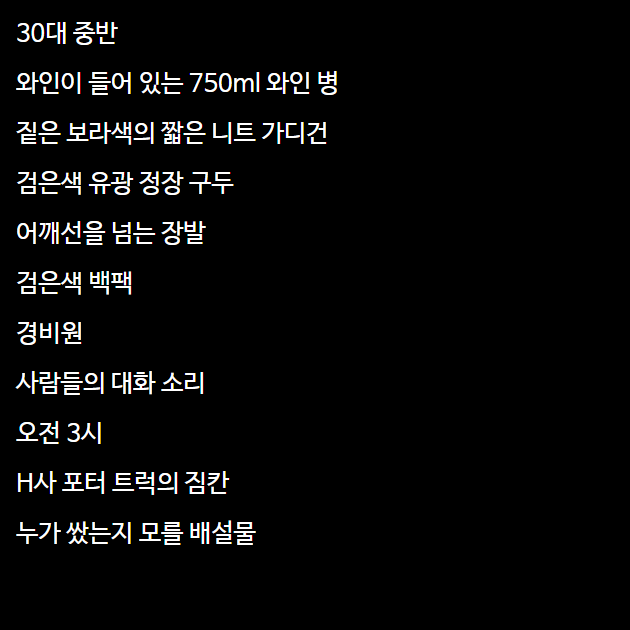 30대 중반
와인이 들어 있는 750ml 와인 병
짙은 보라색의 짧은 니트 가디건
검은색 유광 정장 구두
어깨선을 넘는 장발
검은색 백팩
경비원
사람들의 대화 소리
오전 3시
H사 포터 트럭의 짐칸
누가 쌌는지 모를 배설물